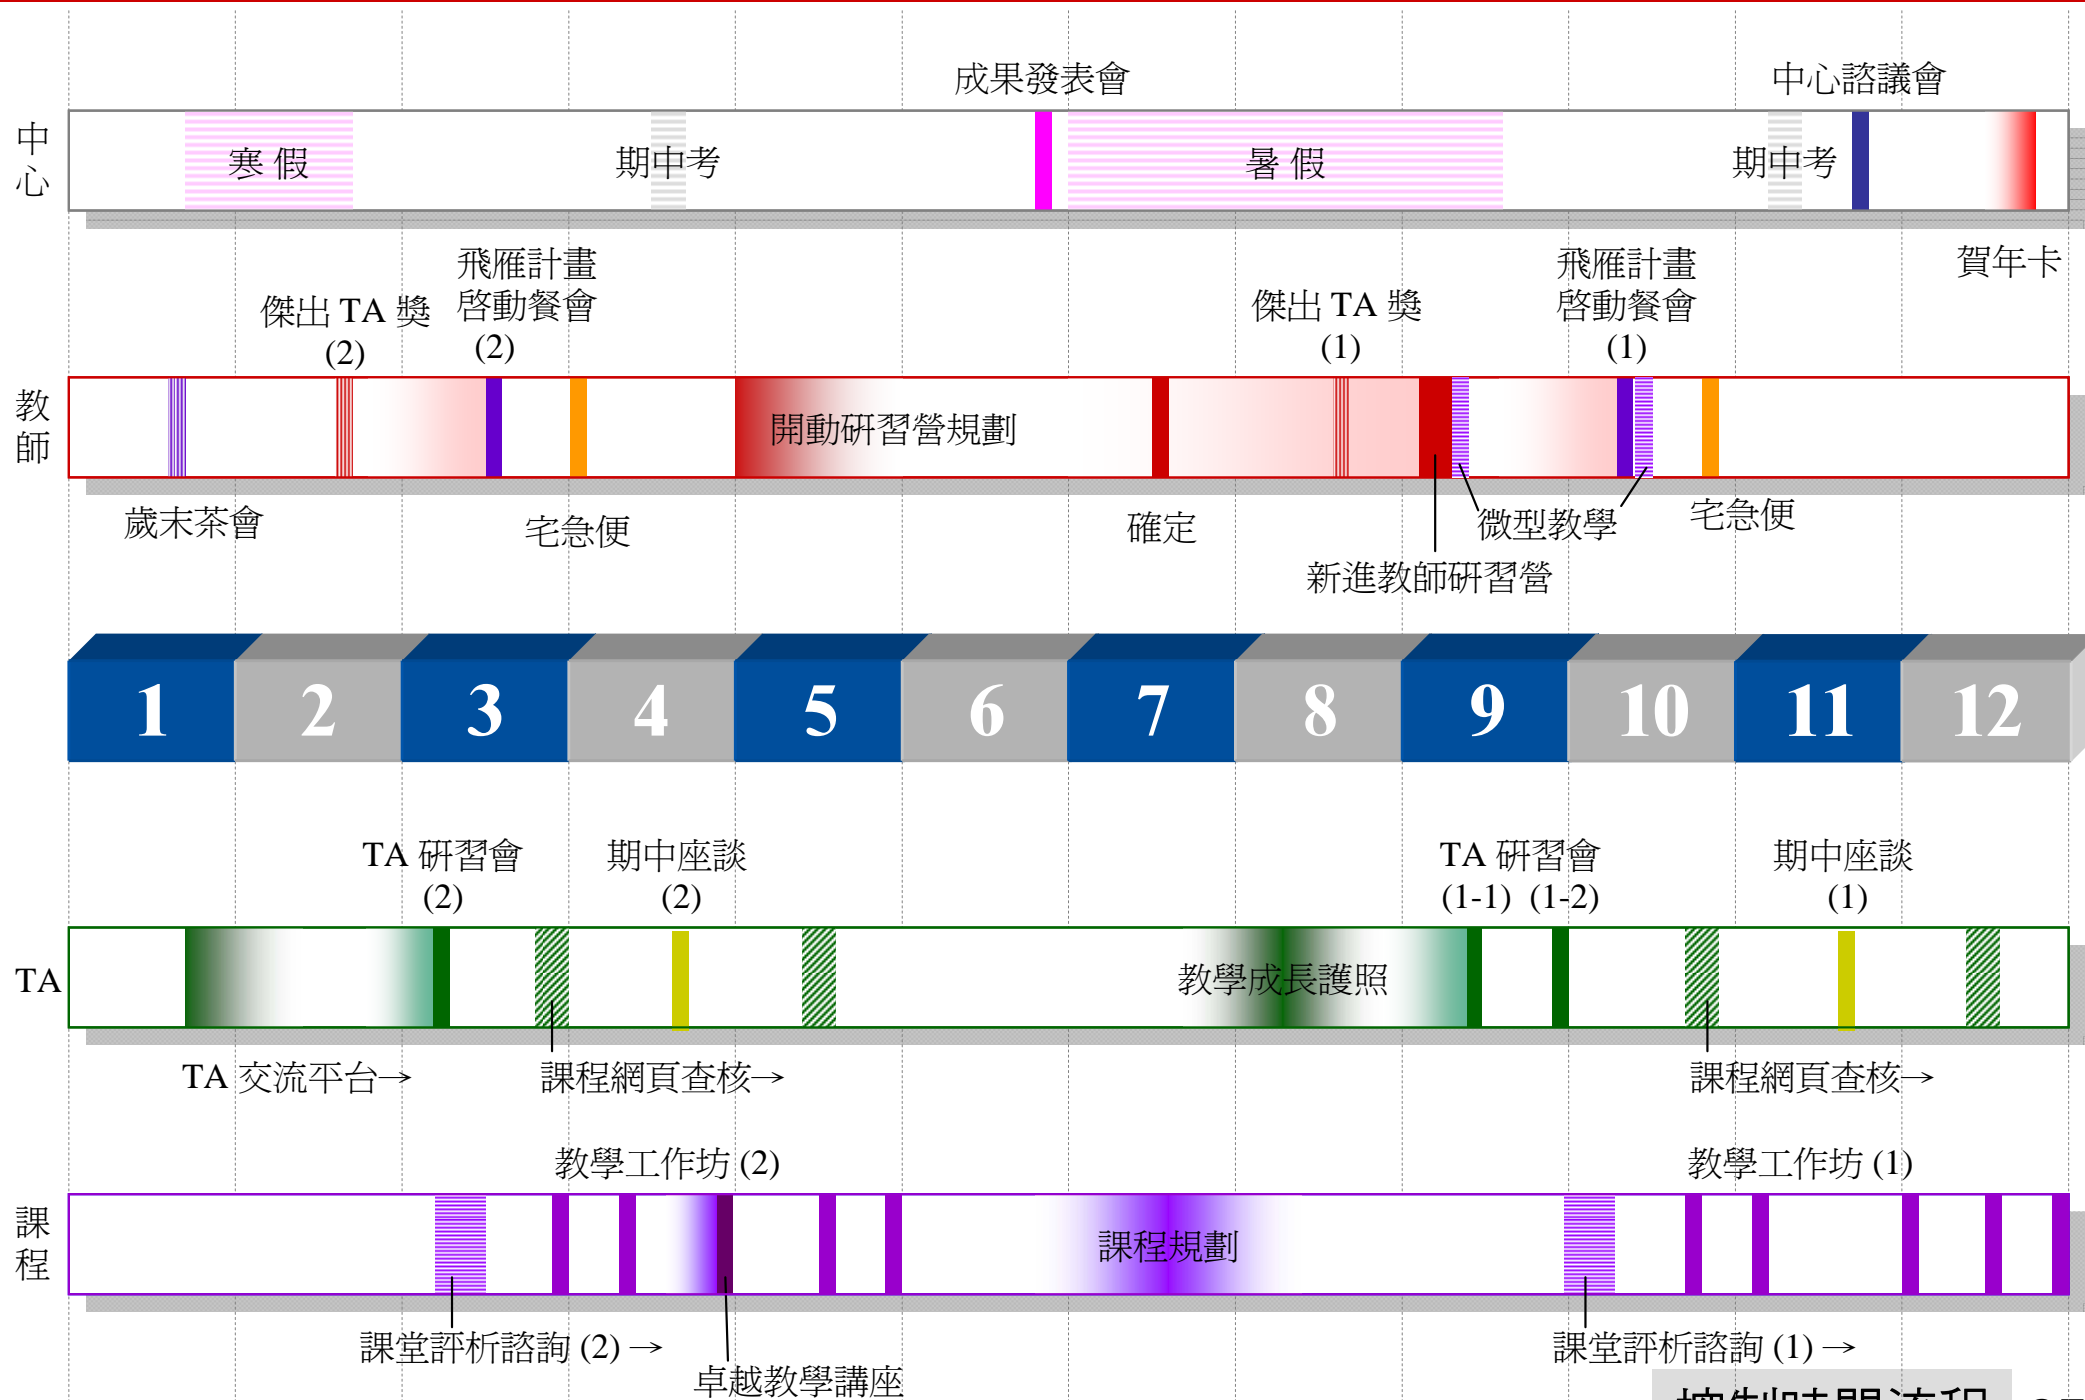 成果發表會
中心諮議會
中心
寒 假
期中考
暑 假
期中考
賀年卡
傑出 TA 獎
(2)
飛雁計畫
啓動餐會
(2)
傑出 TA 獎
(1)
飛雁計畫
啓動餐會
(1)
教師
開動研習營規劃
歲末茶會
宅急便
確定
微型教學
宅急便
新進教師研習營
1 2 3 4 5 6 7 8 9 10 11 12
TA 研習會
(2)
期中座談
(2)
TA 研習會
(1-1) (1-2)
期中座談
(1)
TA
教學成長護照
TA 交流平台→
課程網頁查核→
課程網頁查核→
教學工作坊 (2)
教學工作坊 (1)
課程
課程規劃
課堂評析諮詢 (2) →
課堂評析諮詢 (1) →
卓越教學講座